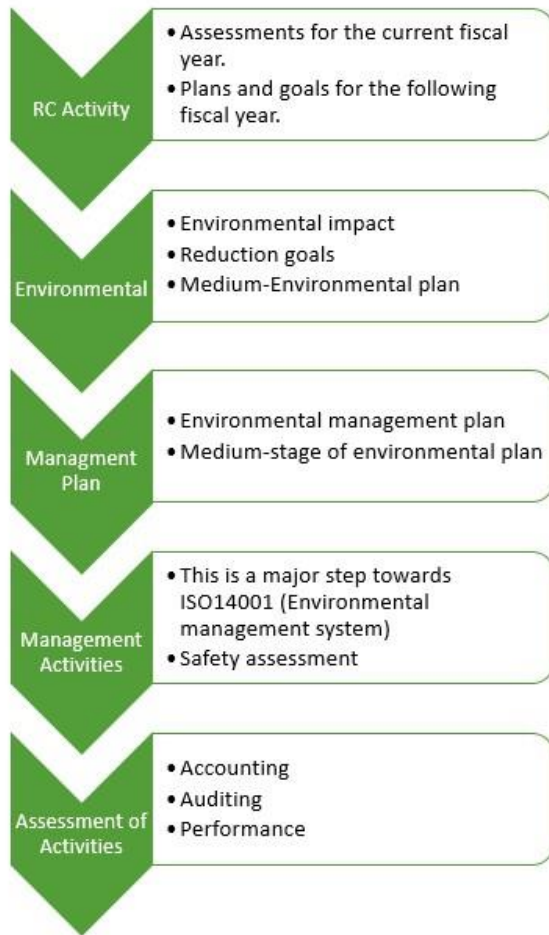 RC Activity
• Assessments for the current fiscal
year.
• Plans and goals for the following
fiscal year.
Environmental
• Environmental impact
• Reduction goals
• Medium-Environmental plan
Managment
Plan
• Environmental management plan
• Medium-stage of environmental plan
Management
Activities
• This is a major step towards
ISO14001 (Environmental
management system)
• Safety assessment
Assessment of
Activities
• Accounting
• Auditing
• Performance